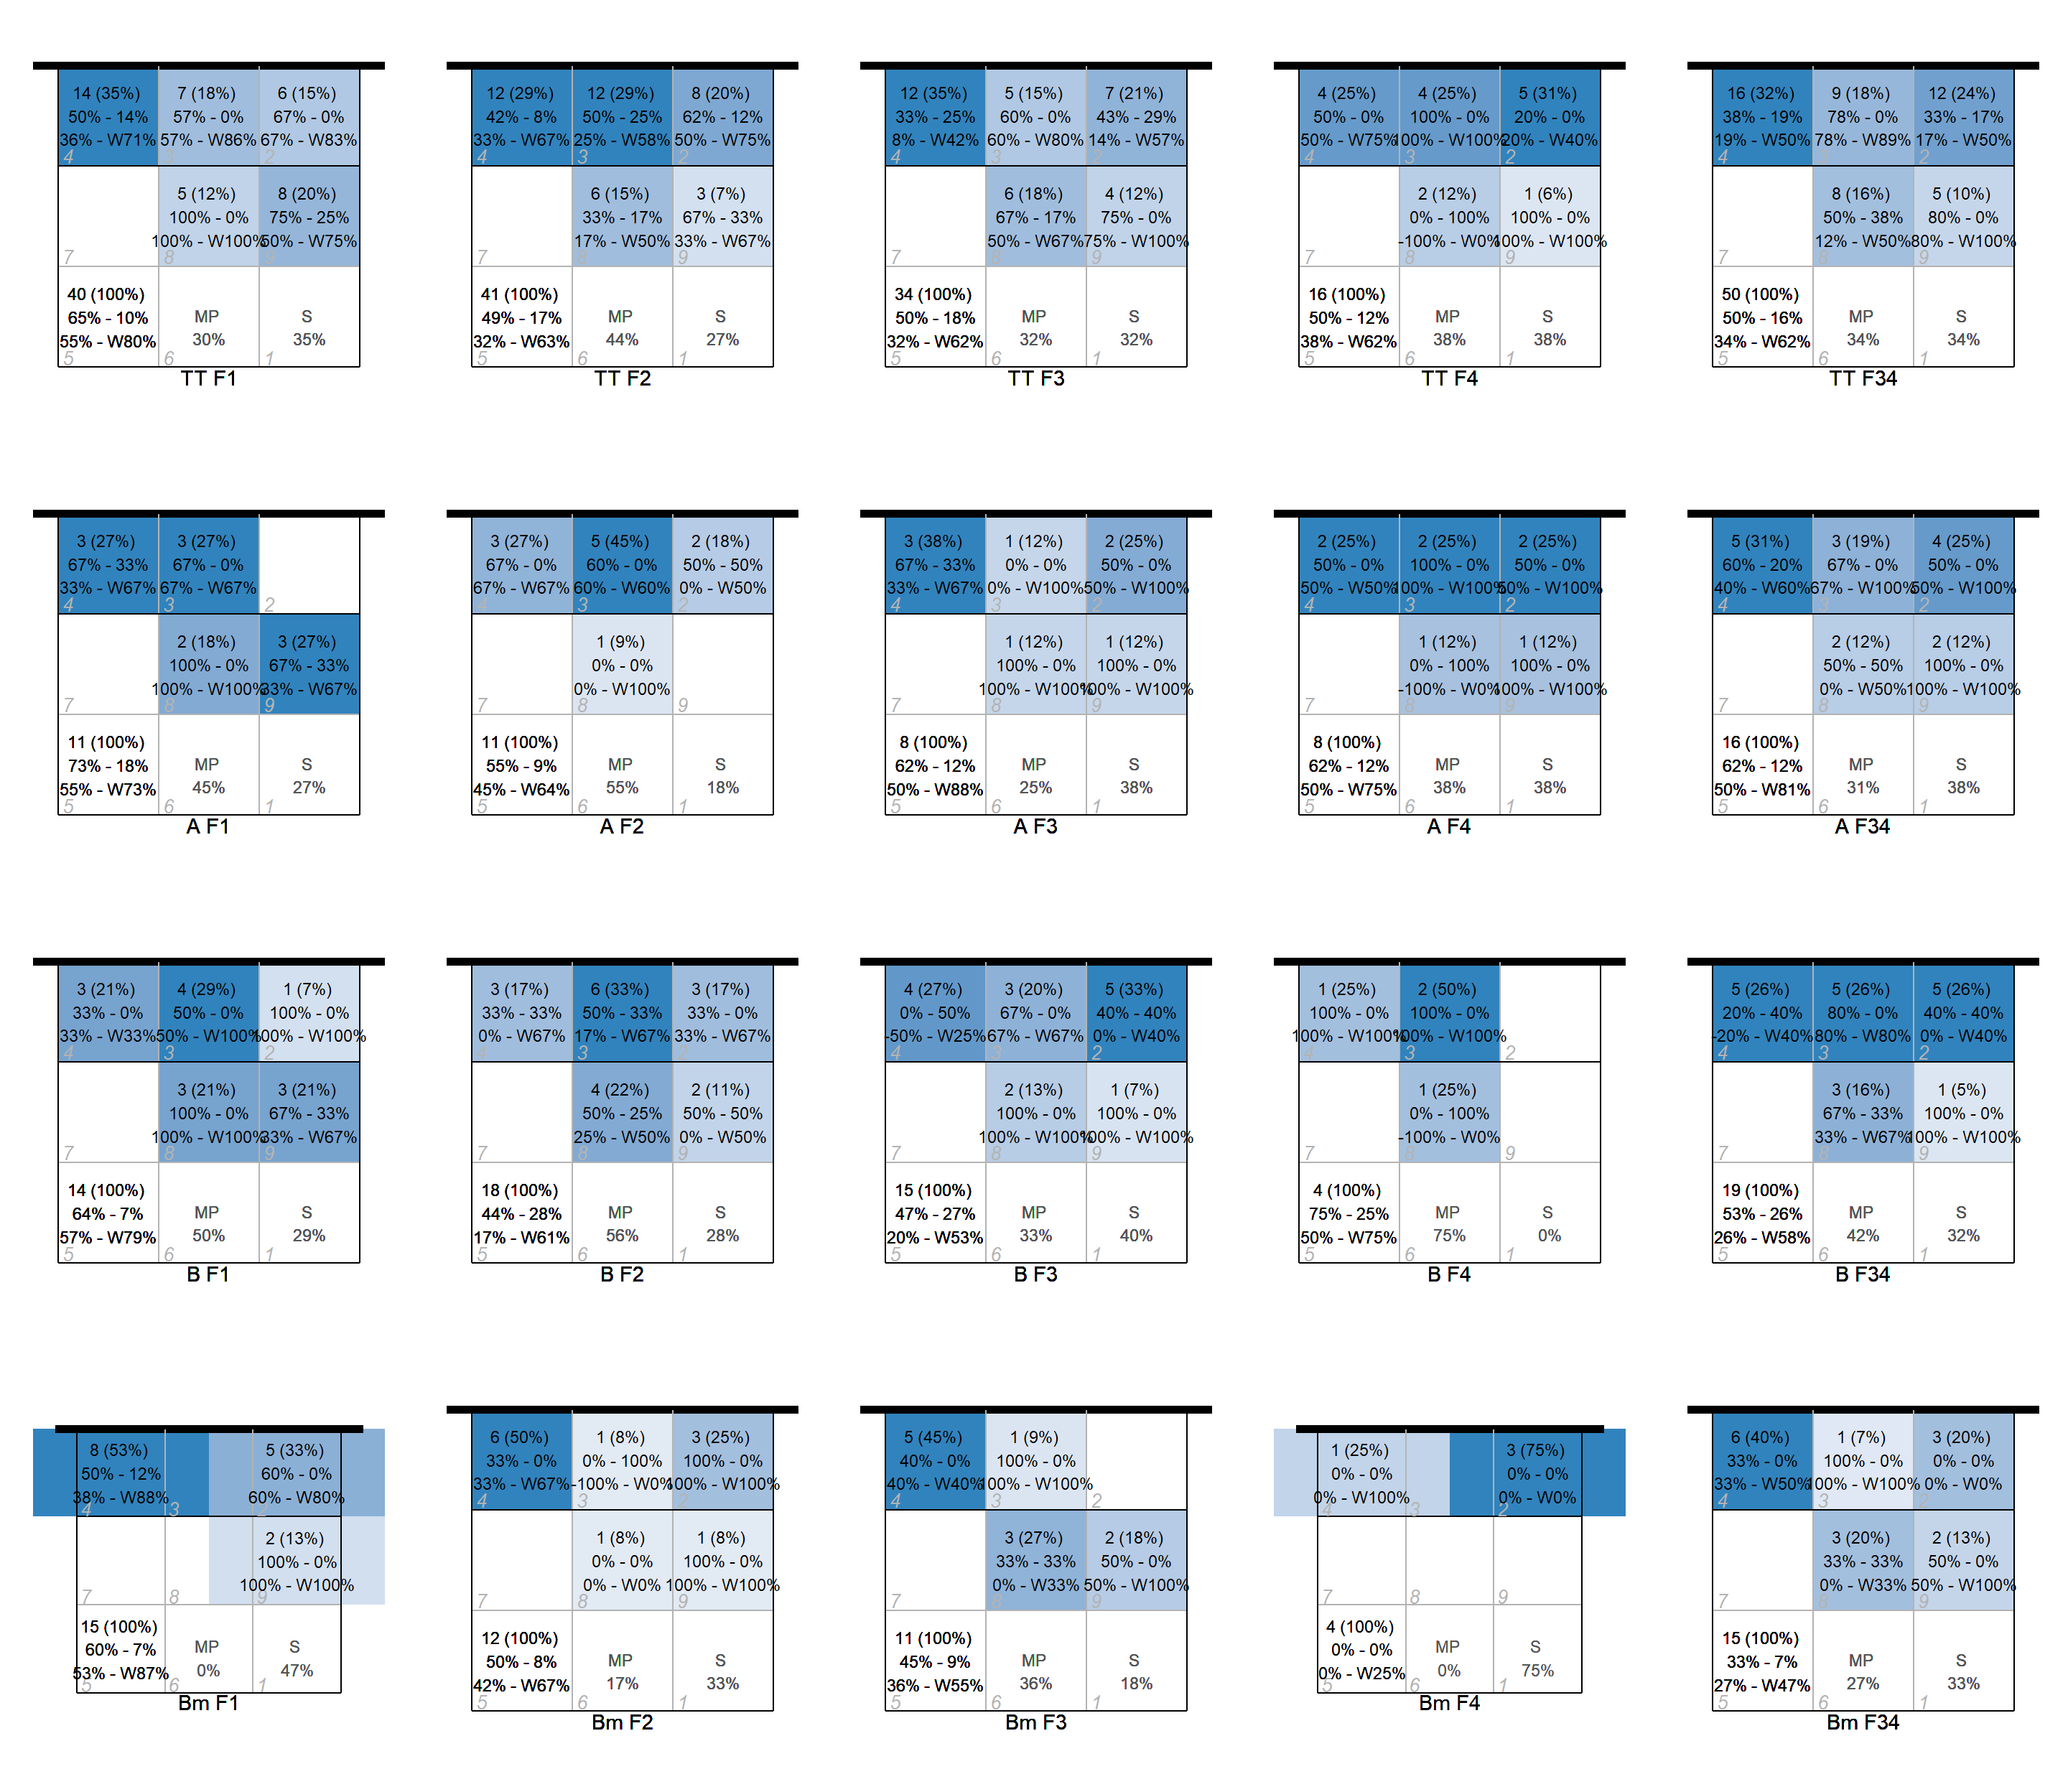 14 (35%)
50% - 14%
36% - W71%
4
7 (18%)
57% - 0%
57% - W86%
3
6 (15%)
67% - 0%
67% - W83%
2
7
5 (12%)
100% - 0%
100% - W100%
8
8 (20%)
75% - 25%
50% - W75%
9
40 (100%)
65% - 10%
55% - W80%
5
MP
30%
6
S
35%
1
TT F1
12 (29%)
42% - 8%
33% - W67%
4
12 (29%)
50% - 25%
25% - W58%
3
8 (20%)
62% - 12%
50% - W75%
2
7
6 (15%)
33% - 17%
17% - W50%
8
3 (7%)
67% - 33%
33% - W67%
9
41 (100%)
49% - 17%
32% - W63%
5
MP
44%
6
S
27%
1
TT F2
12 (35%)
33% - 25%
8% - W42%
4
5 (15%)
60% - 0%
60% - W80%
3
7 (21%)
43% - 29%
14% - W57%
2
7
6 (18%)
67% - 17%
50% - W67%
8
4 (12%)
75% - 0%
75% - W100%
9
34 (100%)
50% - 18%
32% - W62%
5
MP
32%
6
S
32%
1
TT F3
4 (25%)
50% - 0%
50% - W75%
4
4 (25%)
100% - 0%
100% - W100%
3
5 (31%)
20% - 0%
20% - W40%
2
7
2 (12%)
0% - 100%
-100% - W0%
8
1 (6%)
100% - 0%
100% - W100%
9
16 (100%)
50% - 12%
38% - W62%
5
MP
38%
6
S
38%
1
TT F4
16 (32%)
38% - 19%
19% - W50%
4
9 (18%)
78% - 0%
78% - W89%
3
12 (24%)
33% - 17%
17% - W50%
2
7
8 (16%)
50% - 38%
12% - W50%
8
5 (10%)
80% - 0%
80% - W100%
9
50 (100%)
50% - 16%
34% - W62%
5
MP
34%
6
S
34%
1
TT F34
3 (27%)
67% - 33%
33% - W67%
4
3 (27%)
67% - 0%
67% - W67%
3
2
7
2 (18%)
100% - 0%
100% - W100%
8
3 (27%)
67% - 33%
33% - W67%
9
11 (100%)
73% - 18%
55% - W73%
5
MP
45%
6
S
27%
1
A F1
3 (27%)
67% - 0%
67% - W67%
4
5 (45%)
60% - 0%
60% - W60%
3
2 (18%)
50% - 50%
0% - W50%
2
7
1 (9%)
0% - 0%
0% - W100%
8
9
11 (100%)
55% - 9%
45% - W64%
5
MP
55%
6
S
18%
1
A F2
3 (38%)
67% - 33%
33% - W67%
4
1 (12%)
0% - 0%
0% - W100%
3
2 (25%)
50% - 0%
50% - W100%
2
7
1 (12%)
100% - 0%
100% - W100%
8
1 (12%)
100% - 0%
100% - W100%
9
8 (100%)
62% - 12%
50% - W88%
5
MP
25%
6
S
38%
1
A F3
2 (25%)
50% - 0%
50% - W50%
4
2 (25%)
100% - 0%
100% - W100%
3
2 (25%)
50% - 0%
50% - W100%
2
7
1 (12%)
0% - 100%
-100% - W0%
8
1 (12%)
100% - 0%
100% - W100%
9
8 (100%)
62% - 12%
50% - W75%
5
MP
38%
6
S
38%
1
A F4
5 (31%)
60% - 20%
40% - W60%
4
3 (19%)
67% - 0%
67% - W100%
3
4 (25%)
50% - 0%
50% - W100%
2
7
2 (12%)
50% - 50%
0% - W50%
8
2 (12%)
100% - 0%
100% - W100%
9
16 (100%)
62% - 12%
50% - W81%
5
MP
31%
6
S
38%
1
A F34
3 (21%)
33% - 0%
33% - W33%
4
4 (29%)
50% - 0%
50% - W100%
3
1 (7%)
100% - 0%
100% - W100%
2
7
3 (21%)
100% - 0%
100% - W100%
8
3 (21%)
67% - 33%
33% - W67%
9
14 (100%)
64% - 7%
57% - W79%
5
MP
50%
6
S
29%
1
B F1
3 (17%)
33% - 33%
0% - W67%
4
6 (33%)
50% - 33%
17% - W67%
3
3 (17%)
33% - 0%
33% - W67%
2
7
4 (22%)
50% - 25%
25% - W50%
8
2 (11%)
50% - 50%
0% - W50%
9
18 (100%)
44% - 28%
17% - W61%
5
MP
56%
6
S
28%
1
B F2
4 (27%)
0% - 50%
-50% - W25%
4
3 (20%)
67% - 0%
67% - W67%
3
5 (33%)
40% - 40%
0% - W40%
2
7
2 (13%)
100% - 0%
100% - W100%
8
1 (7%)
100% - 0%
100% - W100%
9
15 (100%)
47% - 27%
20% - W53%
5
MP
33%
6
S
40%
1
B F3
1 (25%)
100% - 0%
100% - W100%
4
2 (50%)
100% - 0%
100% - W100%
3
2
7
1 (25%)
0% - 100%
-100% - W0%
8
9
4 (100%)
75% - 25%
50% - W75%
5
MP
75%
6
S
0%
1
B F4
5 (26%)
20% - 40%
-20% - W40%
4
5 (26%)
80% - 0%
80% - W80%
3
5 (26%)
40% - 40%
0% - W40%
2
7
3 (16%)
67% - 33%
33% - W67%
8
1 (5%)
100% - 0%
100% - W100%
9
19 (100%)
53% - 26%
26% - W58%
5
MP
42%
6
S
32%
1
B F34
8 (53%)
50% - 12%
38% - W88%
4
3
5 (33%)
60% - 0%
60% - W80%
2
7
8
2 (13%)
100% - 0%
100% - W100%
9
15 (100%)
60% - 7%
53% - W87%
5
MP
0%
6
S
47%
1
Bm F1
6 (50%)
33% - 0%
33% - W67%
4
1 (8%)
0% - 100%
-100% - W0%
3
3 (25%)
100% - 0%
100% - W100%
2
7
1 (8%)
0% - 0%
0% - W0%
8
1 (8%)
100% - 0%
100% - W100%
9
12 (100%)
50% - 8%
42% - W67%
5
MP
17%
6
S
33%
1
Bm F2
5 (45%)
40% - 0%
40% - W40%
4
1 (9%)
100% - 0%
100% - W100%
3
2
7
3 (27%)
33% - 33%
0% - W33%
8
2 (18%)
50% - 0%
50% - W100%
9
11 (100%)
45% - 9%
36% - W55%
5
MP
36%
6
S
18%
1
Bm F3
1 (25%)
0% - 0%
0% - W100%
4
3
3 (75%)
0% - 0%
0% - W0%
2
7
8
9
4 (100%)
0% - 0%
0% - W25%
5
MP
0%
6
S
75%
1
Bm F4
6 (40%)
33% - 0%
33% - W50%
4
1 (7%)
100% - 0%
100% - W100%
3
3 (20%)
0% - 0%
0% - W0%
2
7
3 (20%)
33% - 33%
0% - W33%
8
2 (13%)
50% - 0%
50% - W100%
9
15 (100%)
33% - 7%
27% - W47%
5
MP
27%
6
S
33%
1
Bm F34